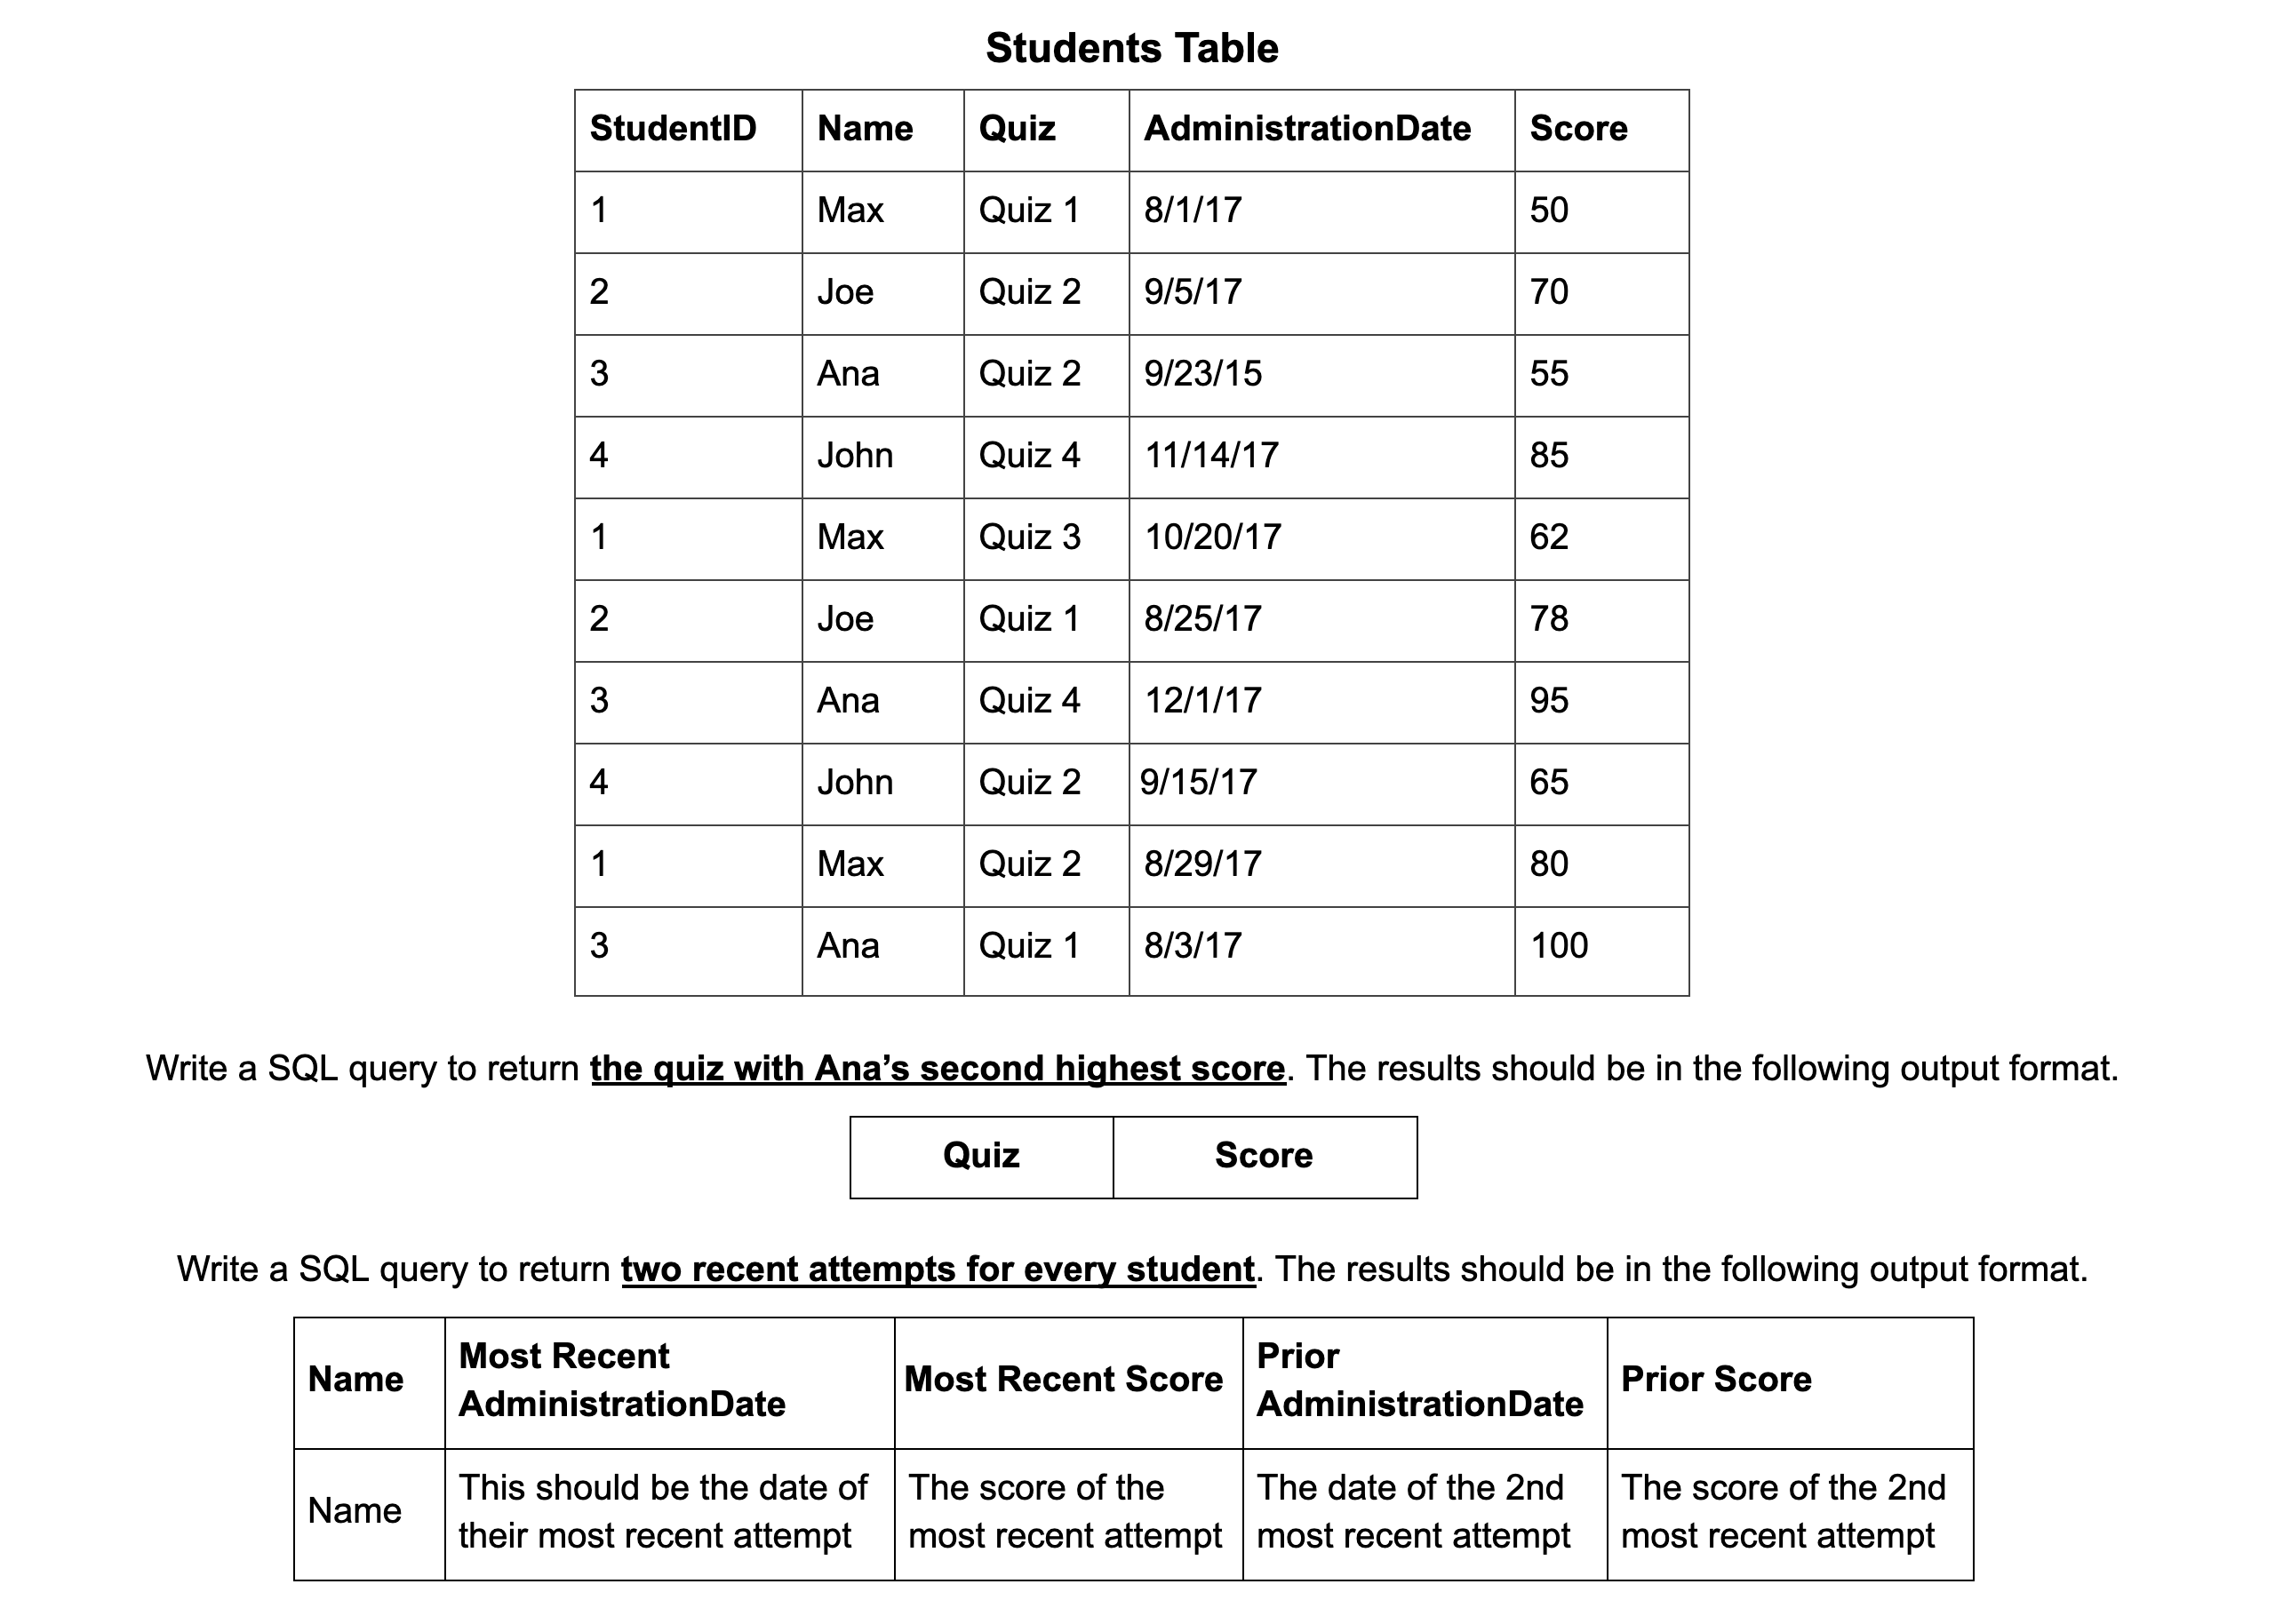 Students Table
StudentID Name Quiz AdministrationDate Score
1 Max Quiz 1 8/1/17 50
2 Joe Quiz 2 9/5/17 70
3 Ana Quiz 2 9/23/15 55
4 John Quiz 4 11/14/17 85
1 Max Quiz 3 10/20/17 62
2 Joe Quiz 1 8/25/17 78
3 Ana Quiz 4 12/1/17 95
4 John Quiz 2 9/15/17 65
1 Max Quiz 2 8/29/17 80
3 Ana Quiz 1 8/3/17 100
Write a SQL query to return the quiz with Ana’s second highest score. The results should be in the following output format.
Quiz Score
Write a SQL query to return two recent attempts for every student. The results should be in the following output format.
Name
Most Recent
AdministrationDate
Most Recent Score
Prior
AdministrationDate
Prior Score
Name
This should be the date of
their most recent attempt
The score of the
most recent attempt
The date of the 2nd
most recent attempt
The score of the 2nd
most recent attempt